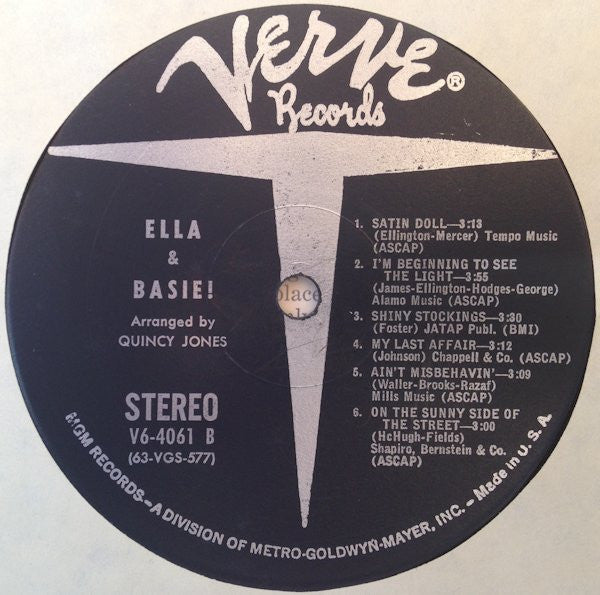 Verve®
Records
ELLA
&
BASIE!
Arranged by
QUINCY JONES
STEREO
V6-4061 B
(63-VGS-577)
1. SATIN DOLL—3:13
(Ellington-Mercer) Tempo Music
(ASCAP)
2. I'M BEGINNING TO SEE
THE LIGHT—3:55
(James-Ellington-Hodges-George)
Alamo Music (ASCAP)
3. SHINY STOCKINGS—3:30
(Foster) JATAP Publ. (BMI)
4. MY LAST AFFAIR—3:12
(Johnson) Chappell & Co. (ASCAP)
5. AIN'T MISBEHAVIN'—3:09
(Waller-Brooks-Razaf)
Mills Music (ASCAP)
6. ON THE SUNNY SIDE OF
THE STREET—3:00
(McHugh-Fields)
Shapiro, Bernstein & Co.
(ASCAP)
MGM RECORDS—A DIVISION OF METRO-GOLDWYN-MAYER, INC. – Made in U. S. A.